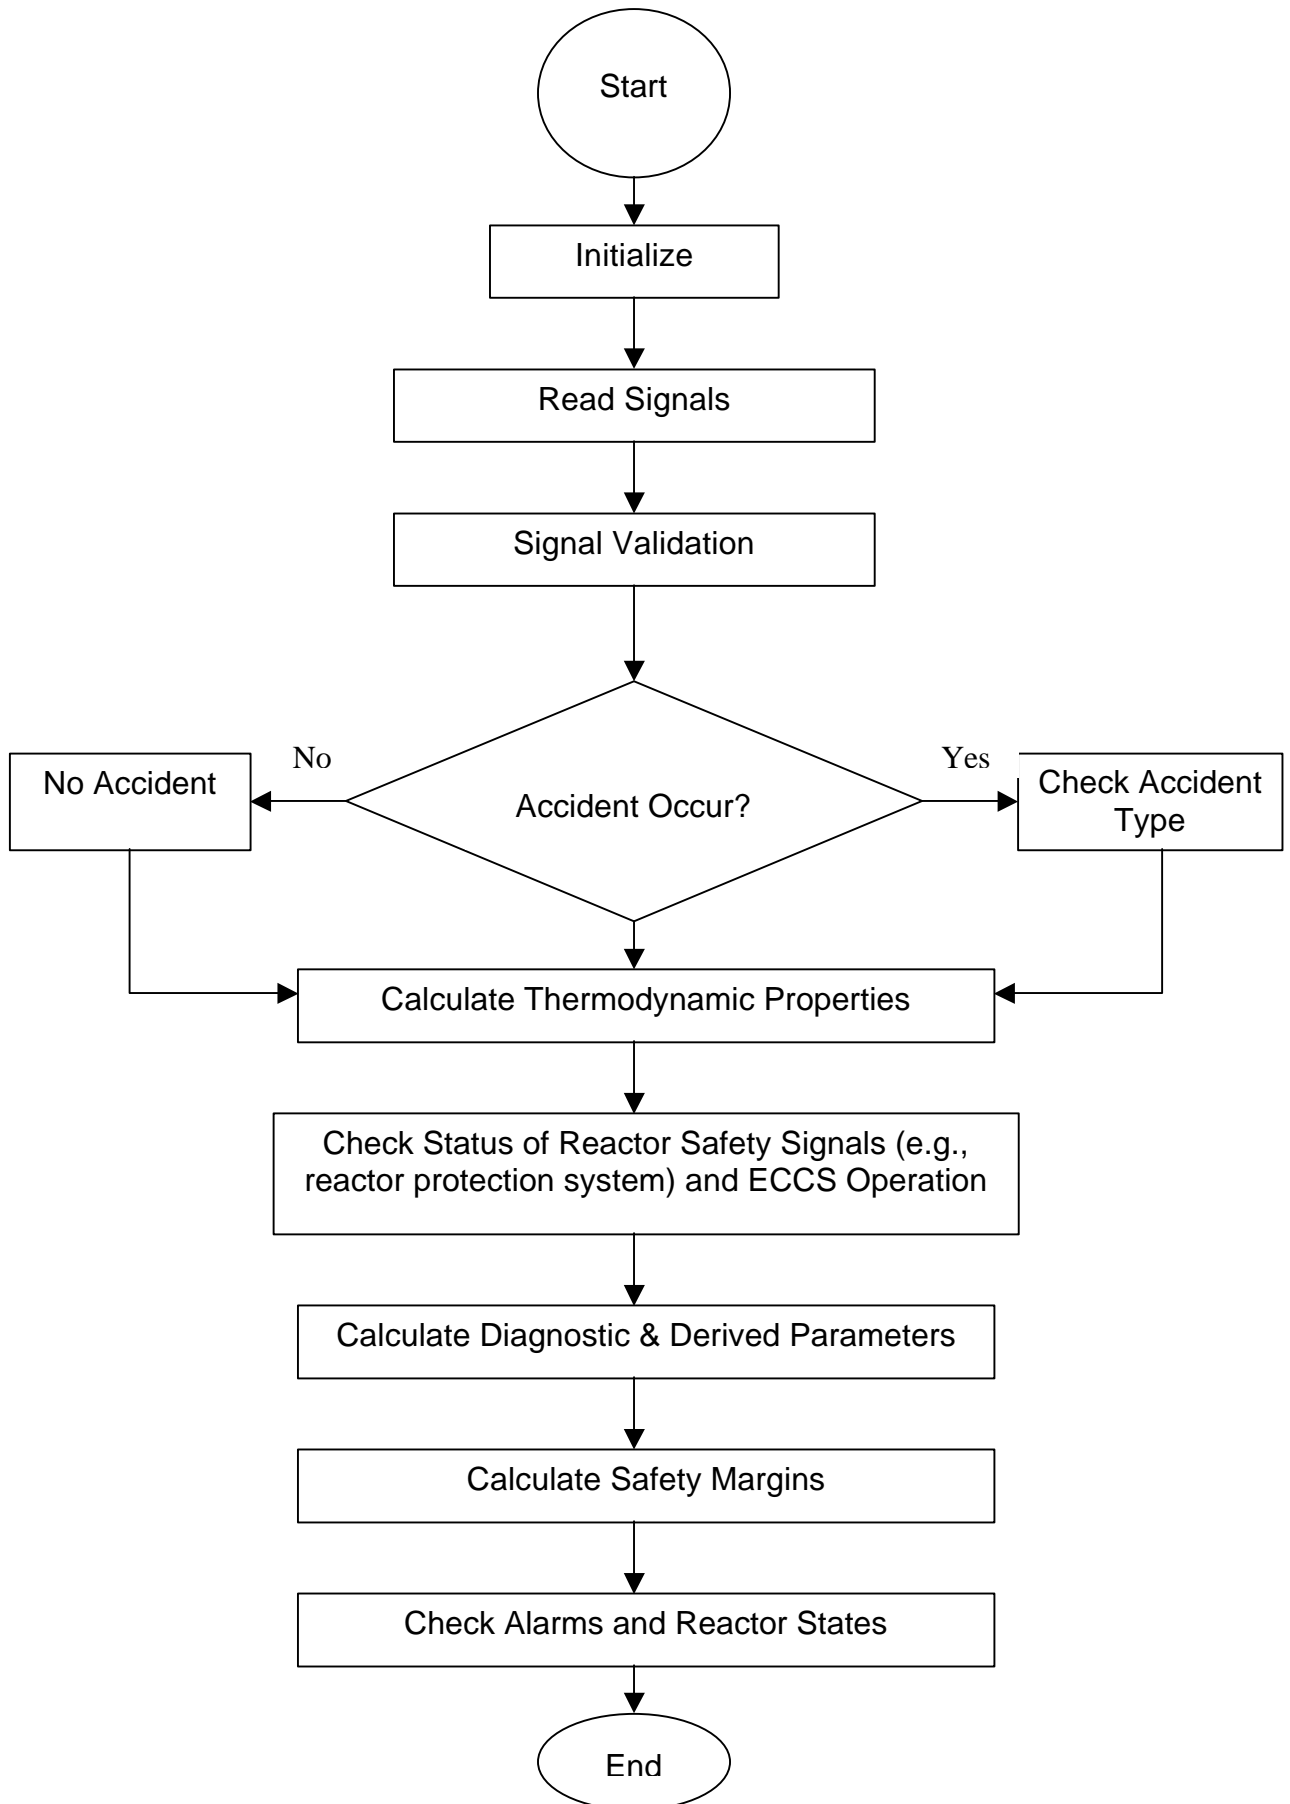 Start
Initialize
Read Signals
Signal Validation
No
Yes
No Accident
Accident Occur?
Check Accident
Type
Calculate Thermodynamic Properties
Check Status of Reactor Safety Signals (e.g.,
reactor protection system) and ECCS Operation
Calculate Diagnostic & Derived Parameters
Calculate Safety Margins
Check Alarms and Reactor States
End